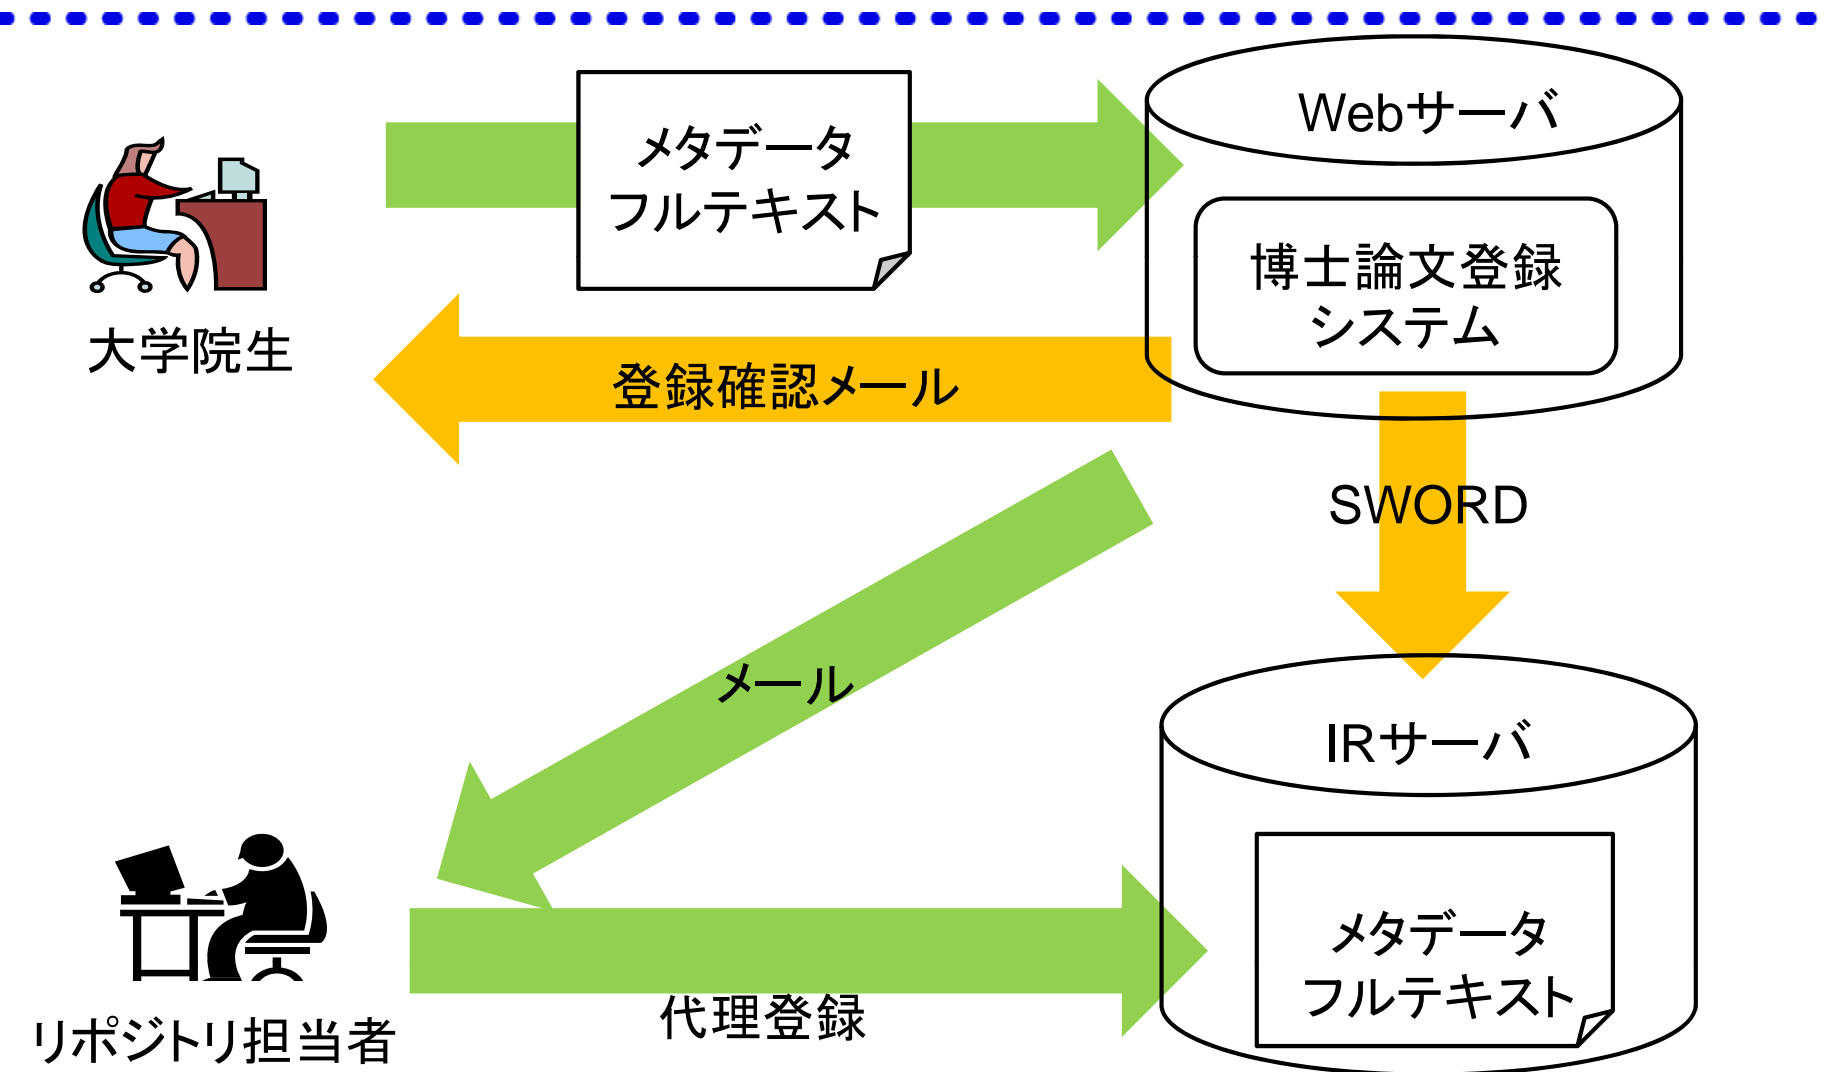 メタデータ
フルテキスト
Webサーバ
博士論文登録
システム
大学院生
登録確認メール
SWORD
メール
IRサーバ
メタデータ
フルテキスト
代理登録
リポジトリ担当者